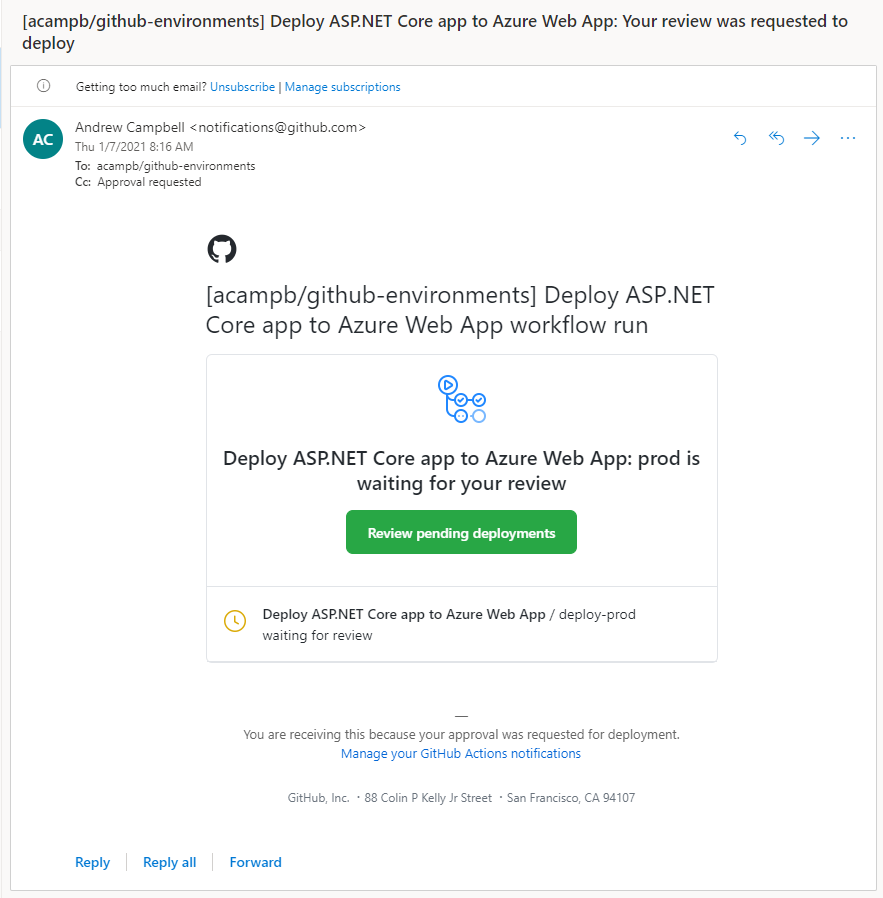 [acampb/github-environments] Deploy ASP.NET Core app to Azure Web App: Your review was requested to
deploy
Getting too much email? Unsubscribe | Manage subscriptions
AC
Andrew Campbell <notifications@github.com>
Thu 1/7/2021 8:16 AM
To: acampb/github-environments
Cc: Approval requested
[acampb/github-environments] Deploy ASP.NET
Core app to Azure Web App workflow run
Deploy ASP.NET Core app to Azure Web App: prod is
waiting for your review
Review pending deployments
Deploy ASP.NET Core app to Azure Web App / deploy-prod
waiting for review
—
You are receiving this because your approval was requested for deployment.
Manage your GitHub Actions notifications
GitHub, Inc. ・88 Colin P Kelly Jr Street ・San Francisco, CA 94107
Reply | Reply all | Forward